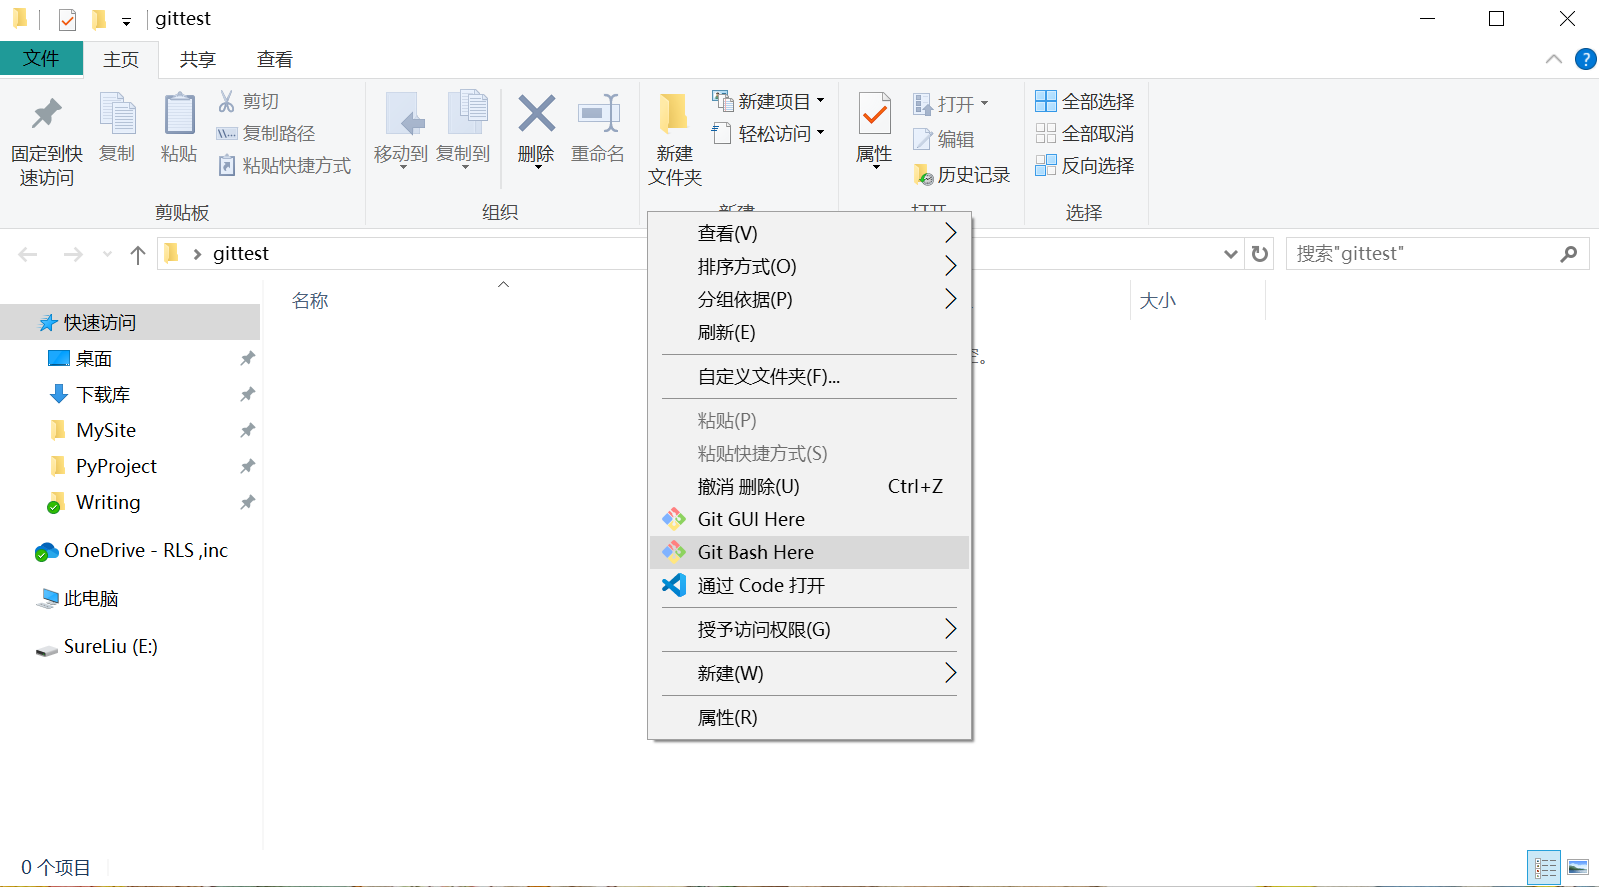 gittest
文件 主页 共享 查看
固定到快速访问
复制
粘贴
剪切
复制路径
粘贴快捷方式
剪贴板
移动到
复制到
删除
重命名
组织
新建
文件夹
新建项目
轻松访问
新建
属性
打开
编辑
历史记录
打开
全部选择
全部取消
反向选择
选择
gittest
搜索"gittest"
名称
大小
快速访问
桌面
下载库
MySite
PyProject
Writing
OneDrive - RLS ,inc
此电脑
SureLiu (E:)
查看(V)
排序方式(O)
分组依据(P)
刷新(E)
自定义文件夹(F)...
粘贴(P)
粘贴快捷方式(S)
撤消 删除(U) Ctrl+Z
Git GUI Here
Git Bash Here
通过 Code 打开
授予访问权限(G)
新建(W)
属性(R)
0 个项目